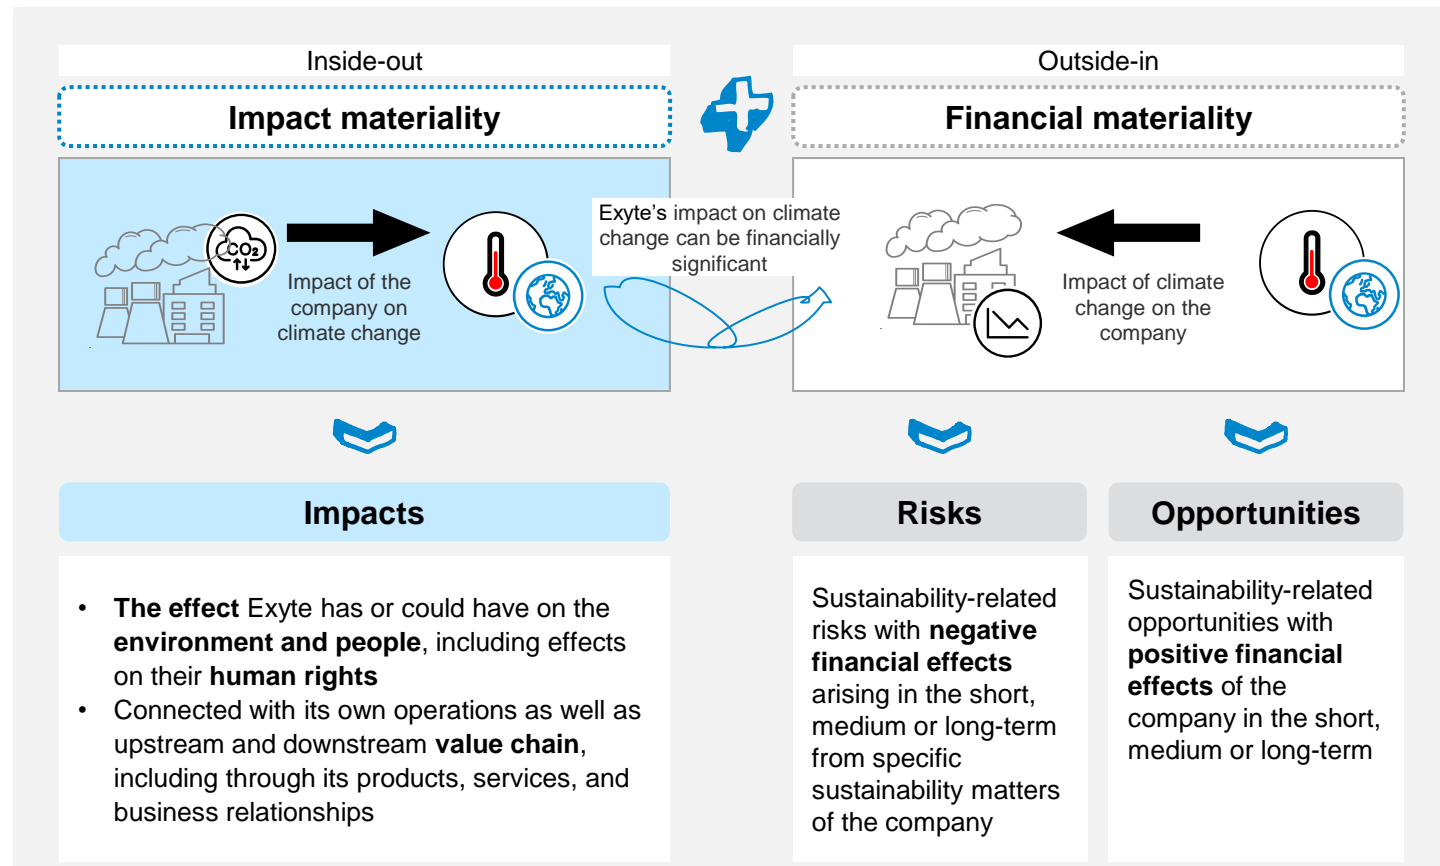 Inside-out
Impact materiality
CO2
Impact of the
company on
climate change
Exyte's impact on climate
change can be financially
significant
Outside-in
Financial materiality
Impact of climate
change on the
company
Impacts
• The effect Exyte has or could have on the
environment and people, including effects
on their human rights
• Connected with its own operations as well as
upstream and downstream value chain,
including through its products, services, and
business relationships
Risks
Sustainability-related
risks with negative
financial effects
arising in the short,
medium or long-term
from specific
sustainability matters
of the company
Opportunities
Sustainability-related
opportunities with
positive financial
effects of the
company in the short,
medium or long-term